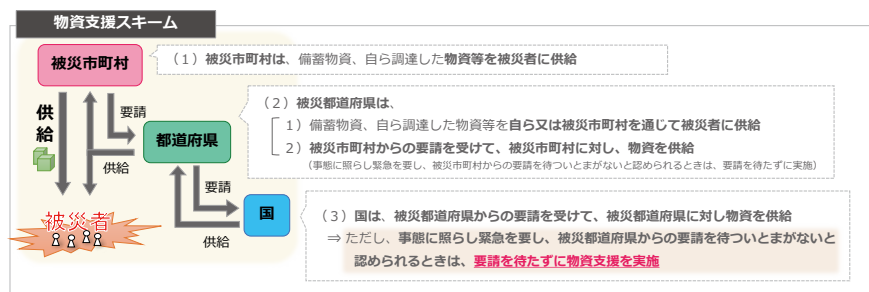 物資支援スキーム
被災市町村
（１）被災市町村は、備蓄物資、自ら調達した物資等を被災者に供給
供給
要請
都道府県
供給
（２）被災都道府県は、
１）備蓄物資、自ら調達した物資等を自ら又は被災市町村を通じて被災者に供給
２）被災市町村からの要請を受けて、被災市町村に対し、物資を供給
（事態に照らし緊急を要し、被災市町村からの要請を待ついとまがないと認められるときは、要請を待たずに実施）
要請
国
供給
被災者
（３）国は、被災都道府県からの要請を受けて、被災都道府県に対し物資を供給
⇒ ただし、事態に照らし緊急を要し、被災都道府県からの要請を待ついとまがないと
認められるときは、要請を待たずに物資支援を実施